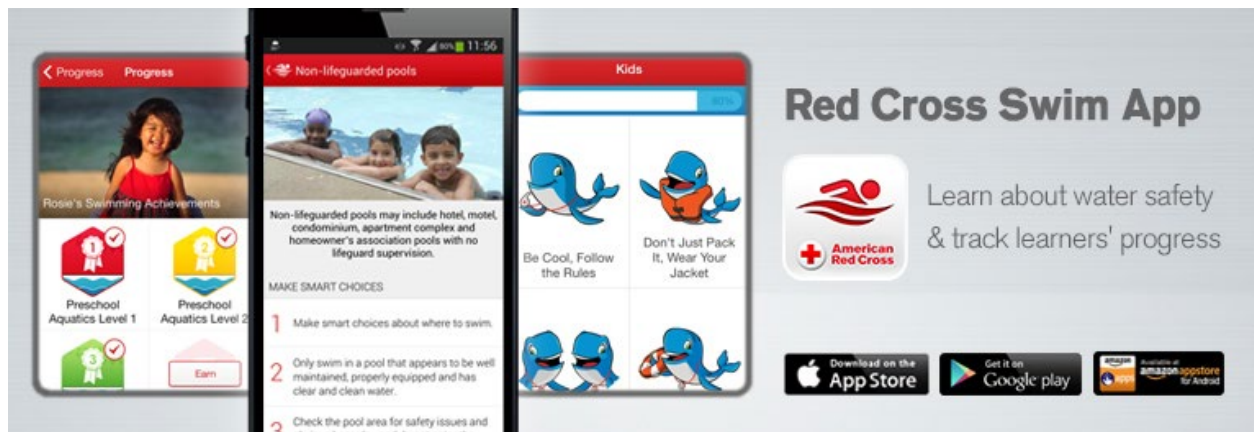 Progress
Progress
Rosie's Swimming Achievements
1
2
Preschool
Aquatics Level 1
Preschool
Aquatics Level 2
3
Earn
80%
11:56
Non-lifeguarded pools
Non-lifeguarded pools may include hotel, motel,
condominium, apartment complex and
homeowner's association pools with no
lifeguard supervision.
MAKE SMART CHOICES
1 Make smart choices about where to swim.
2 Only swim in a pool that appears to be well
maintained, properly equipped and has
clear and clean water.
3 Check the pool area for safety issues and
Kids
Be Cool, Follow
the Rules
Don't Just Pack
It, Wear Your
Jacket
Red Cross Swim App
American
Red Cross
Learn about water safety
& track learners' progress
Download on the
App Store
Get it on
Google play
amazon
apps
Available at
amazon appstore
for Android